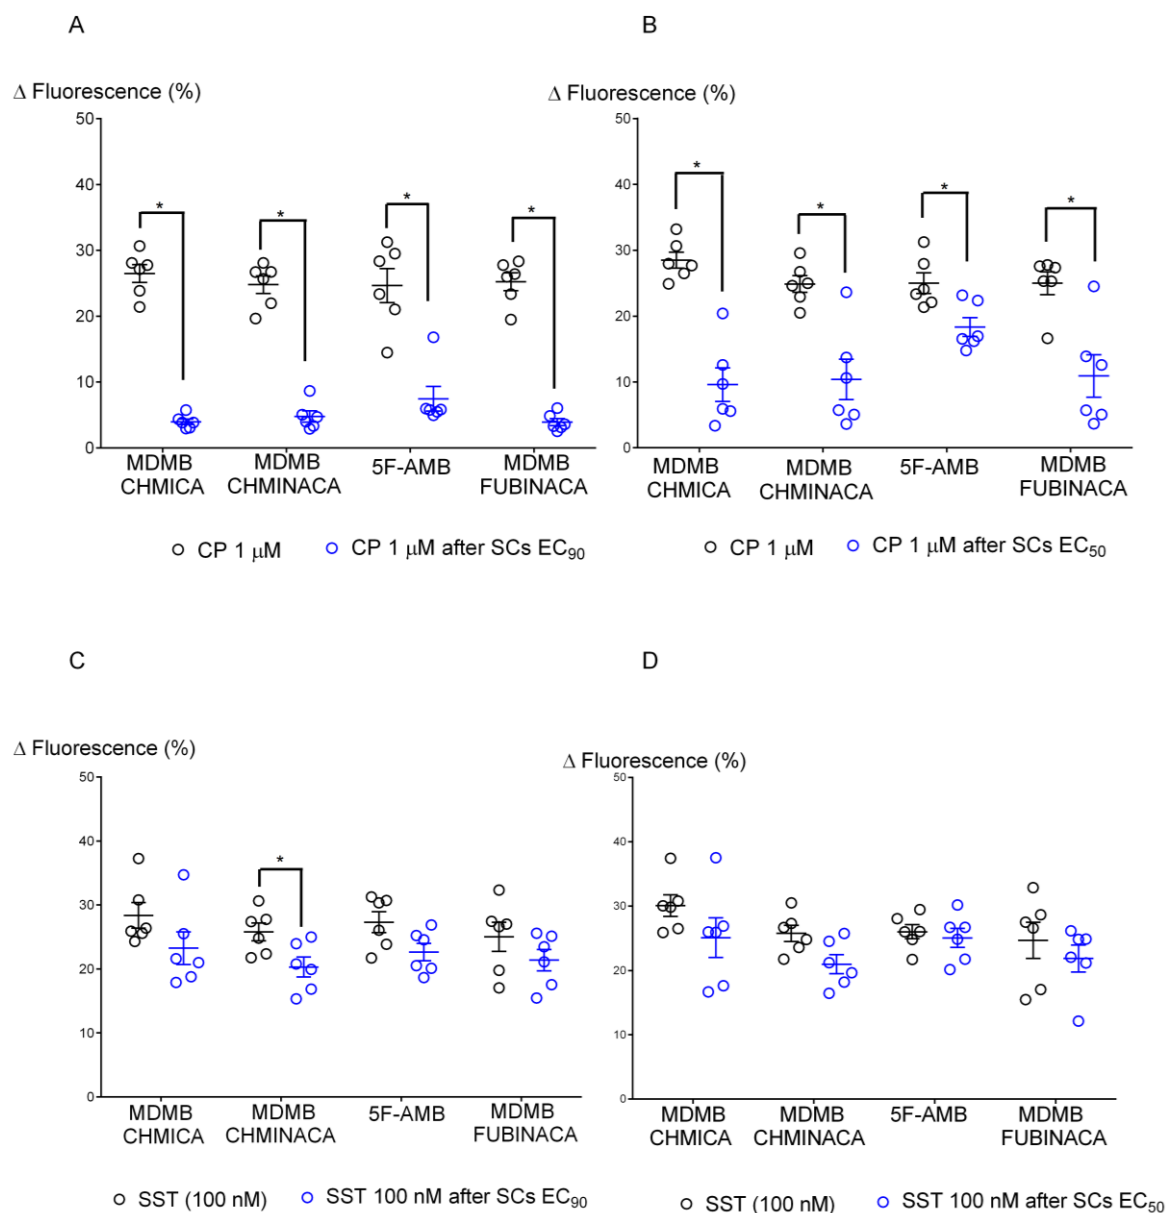 A
B
Δ Fluorescence (%)
Δ Fluorescence (%)
50
40
30
20
10
0
* * * *
MDMB CHMICA
MDMB CHMINACA
5F-AMB
MDMB FUBINACA
CP 1 μM
CP 1 μM after SCs EC90
50
40
30
20
10
0
* * * *
MDMB CHMICA
MDMB CHMINACA
5F-AMB
MDMB FUBINACA
CP 1 μM
CP 1 μM after SCs EC50
C
D
Δ Fluorescence (%)
50
40
30
20
10
0
*
MDMB CHMICA
MDMB CHMINACA
5F-AMB
MDMB FUBINACA
SST (100 nM)
SST 100 nM after SCs EC90
Δ Fluorescence (%)
50
40
30
20
10
0
MDMB CHMICA
MDMB CHMINACA
5F-AMB
MDMB FUBINACA
SST (100 nM)
SST 100 nM after SCs EC50